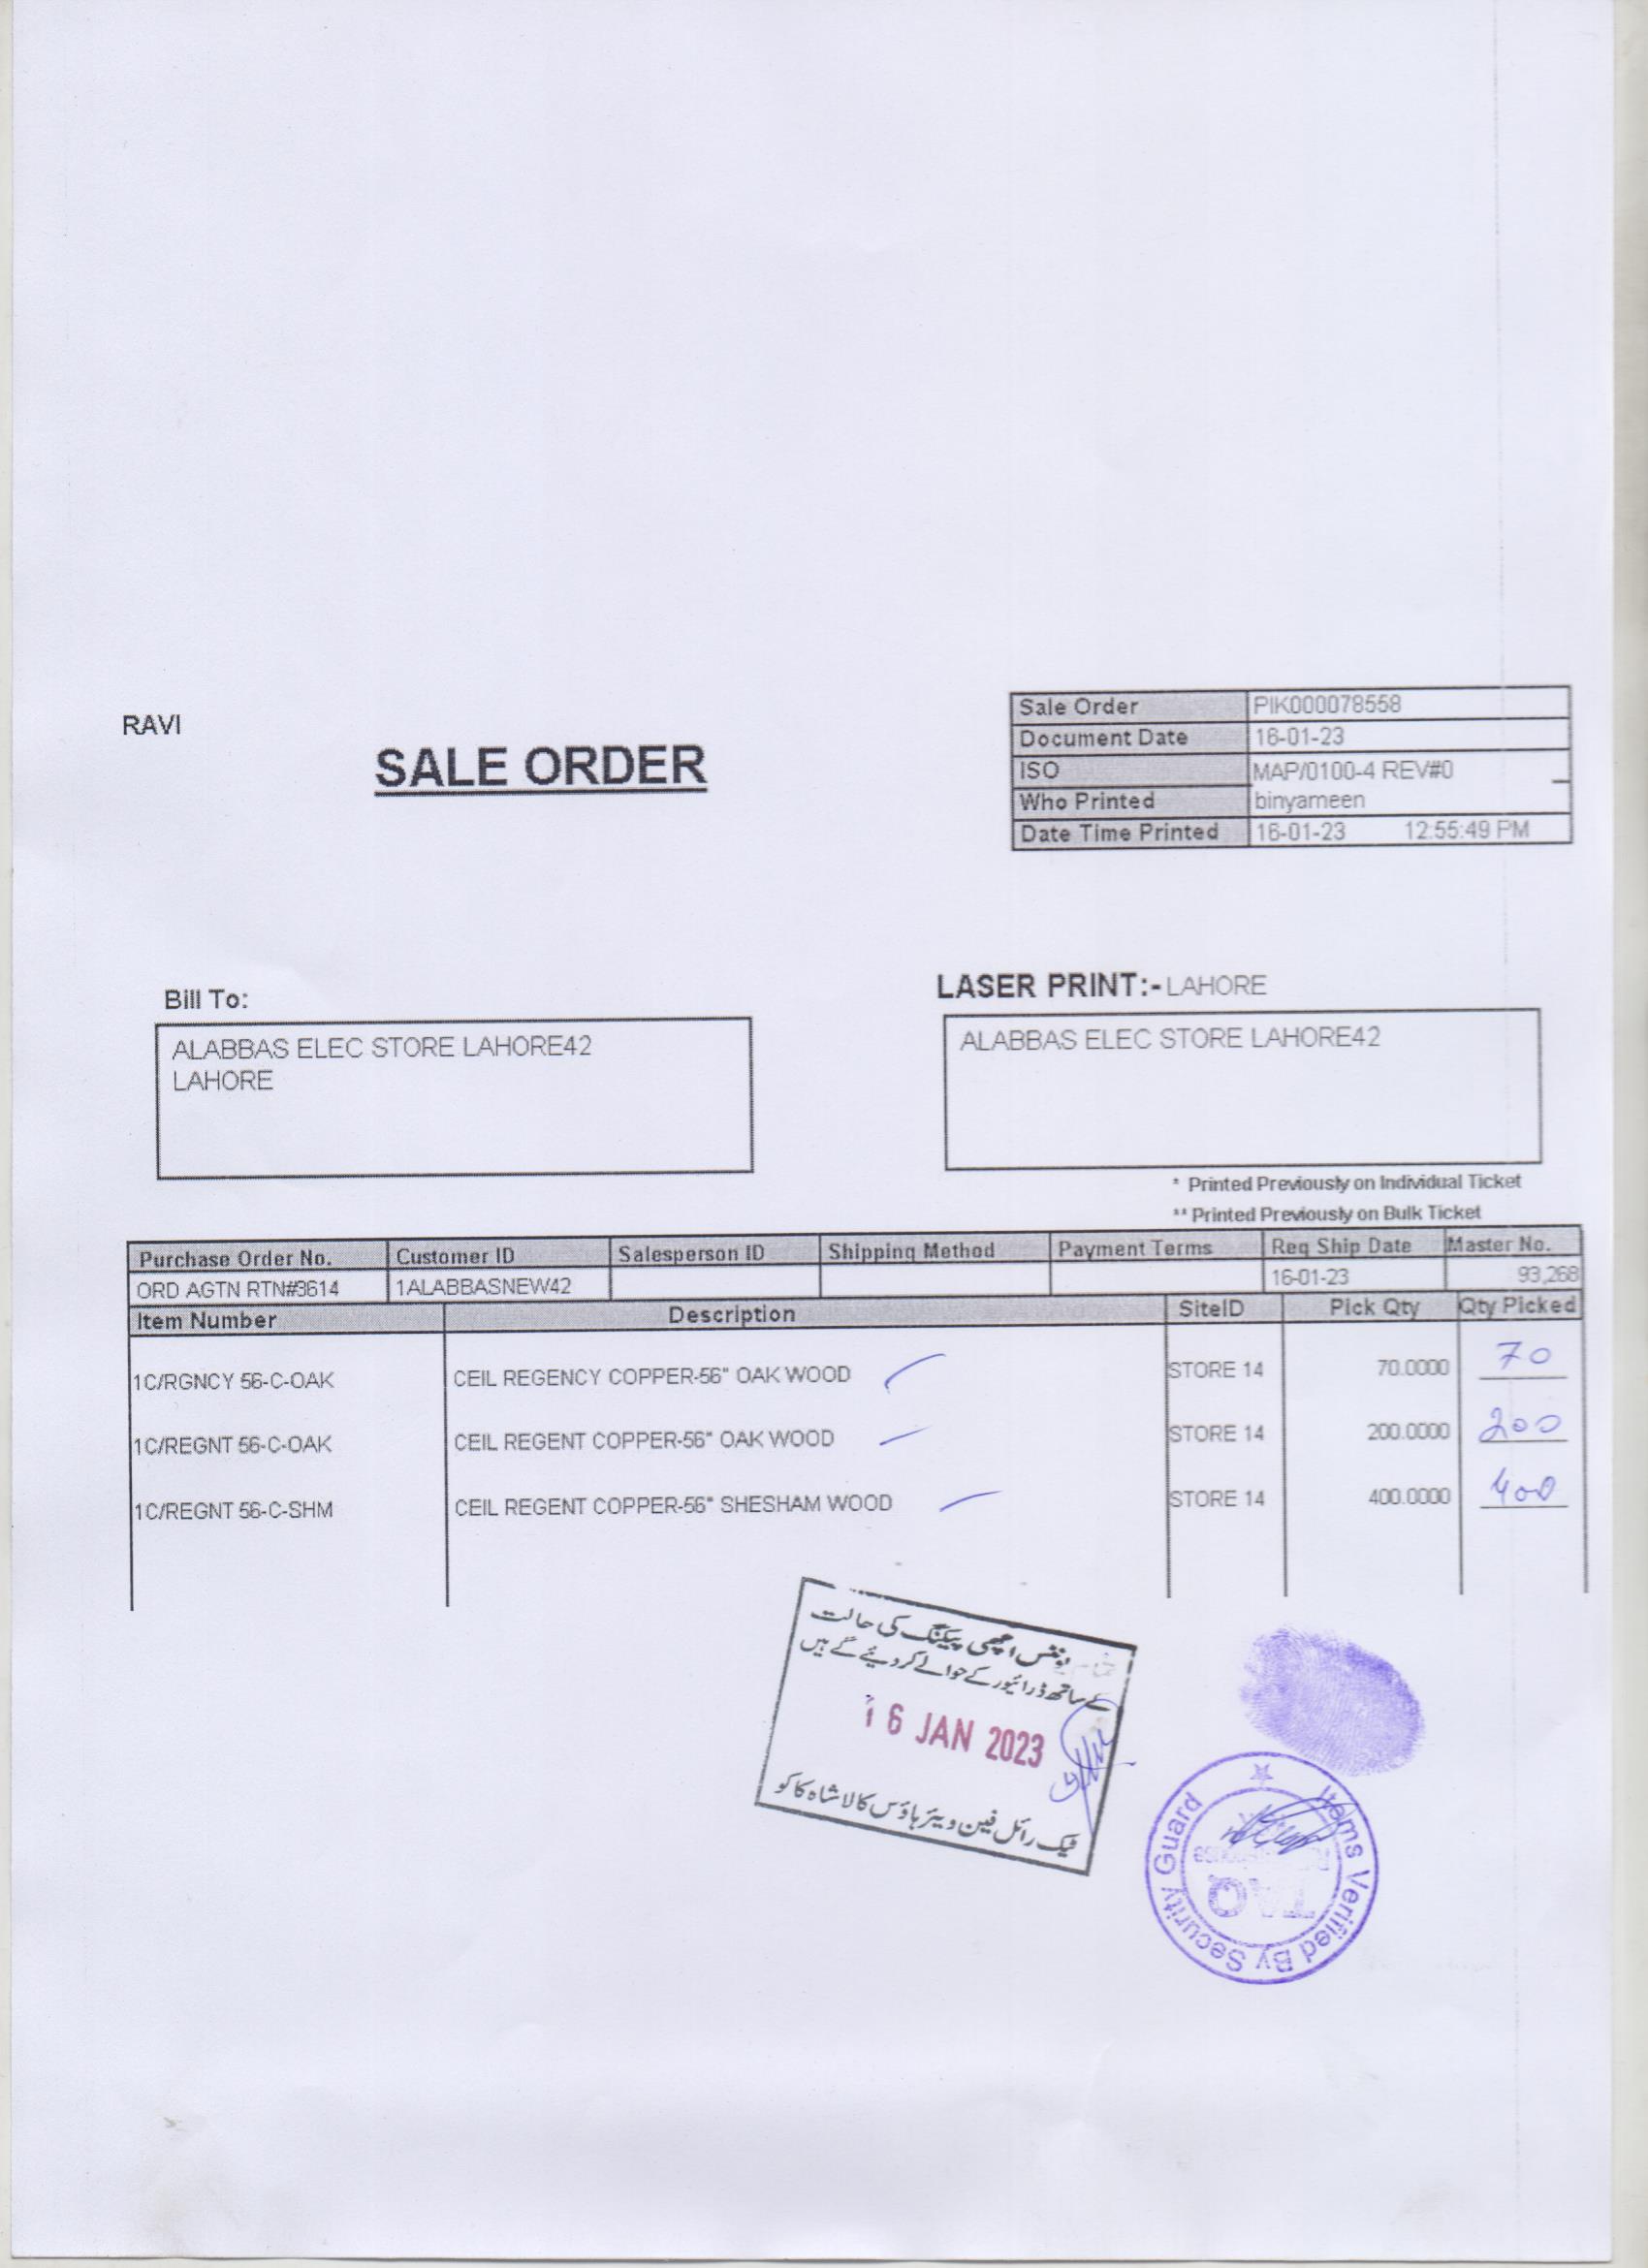 RAVI
SALE ORDER
Sale Order PIK000078558
Document Date 16-01-23
ISO MAP/0100-4 REV#0
Who Printed binyameen
Date Time Printed 16-01-23 12:55:49 PM
Bill To:
ALABBAS ELEC STORE LAHORE42
LAHORE
LASER PRINT:- LAHORE
ALABBAS ELEC STORE LAHORE42
* Printed Previously on Individual Ticket
** Printed Previously on Bulk Ticket
Purchase Order No. Customer ID Salesperson ID Shipping Method Payment Terms Req Ship Date Master No.
ORD AGTN RTN#3614 1ALABBASNEW42 16-01-23 93,268
Item Number Description SiteID Pick Qty Qty Picked
1C/RGNCY 56-C-OAK CEIL REGENCY COPPER-56" OAK WOOD STORE 14 70.0000 70
1C/REGNT 56-C-OAK CEIL REGENT COPPER-56" OAK WOOD STORE 14 200.0000 200
1C/REGNT 56-C-SHM CEIL REGENT COPPER-56" SHESHAM WOOD STORE 14 400.0000 400
اچھی پیکنگ کی حالت
کے ساتھ ڈرائیور کے حوالے کر دیئے گے ہیں
16 JAN 2023
ٹیک رائل فین ویئر ہاؤس کالا شاہ کاکو
Items Verified By Security Guard